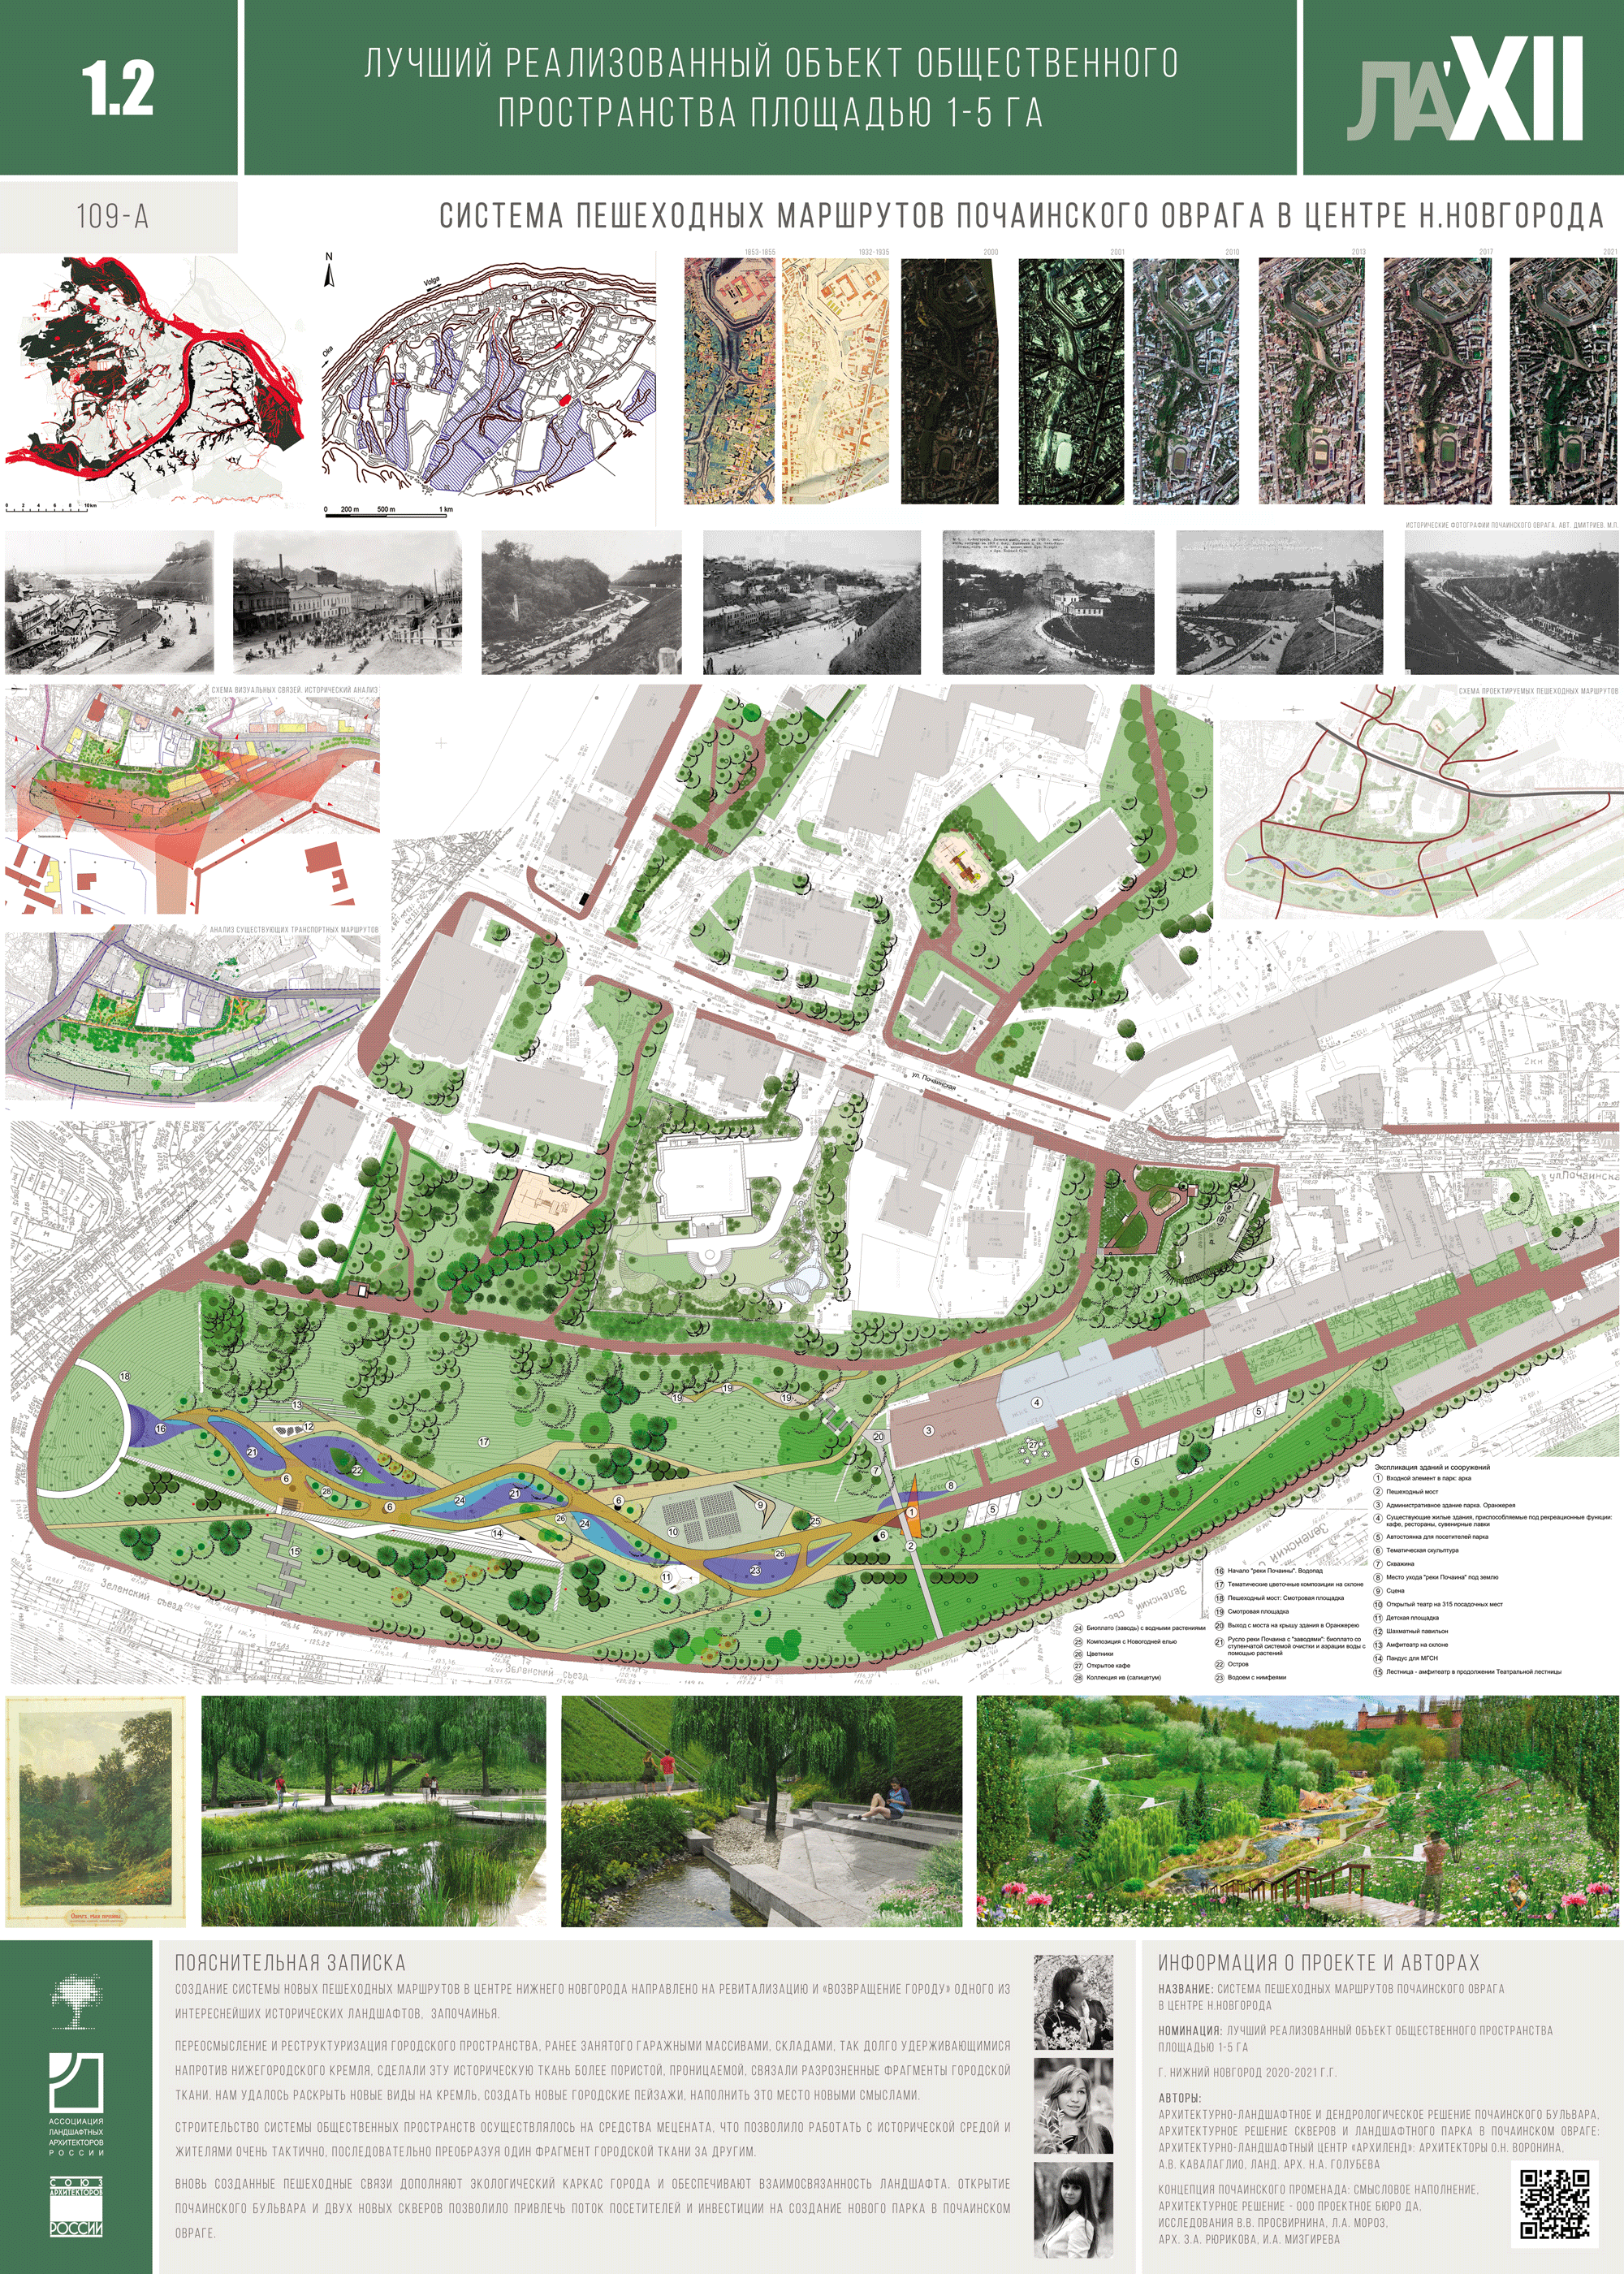 1.2
ЛУЧШИЙ РЕАЛИЗОВАННЫЙ ОБЪЕКТ ОБЩЕСТВЕННОГО
ПРОСТРАНСТВА ПЛОЩАДЬЮ 1-5 ГА
ЛА'XII
109-А
СИСТЕМА ПЕШЕХОДНЫХ МАРШРУТОВ ПОЧАИНСКОГО ОВРАГА В ЦЕНТРЕ Н.НОВГОРОДА
1853-1855
1932-1935
2000
2001
2010
2013
2017
2021
N
Volga
Oka
0 2 4 6 8 10 km
0 200 m 500 m 1 km
ИСТОРИЧЕСКИЕ ФОТОГРАФИИ ПОЧАИНСКОГО ОВРАГА. АВТ. ДМИТРИЕВ. М.П.
СХЕМА ВИЗУАЛЬНЫХ СВЯЗЕЙ. ИСТОРИЧЕСКИЙ АНАЛИЗ
СХЕМА ПРОЕКТИРУЕМЫХ ПЕШЕХОДНЫХ МАРШРУТОВ
АНАЛИЗ СУЩЕСТВУЮЩИХ ТРАНСПОРТНЫХ МАРШРУТОВ
ул. Почаинская
Зеленский съезд
Зеленский съезд
Экспликация зданий и сооружений
1 Входной элемент в парк: арка
2 Пешеходный мост
3 Административное здание парка. Оранжерея
4 Существующие жилые здания, приспосабливаемые под рекреационные функции:
кафе, рестораны, сувенирные лавки
5 Автостоянка для посетителей парка
6 Тематическая скульптура
7 Скважина
8 Место ухода "реки Почаина" под землю
9 Сцена
10 Открытый театр на 315 посадочных мест
11 Детская площадка
12 Шахматный павильон
13 Амфитеатр на склоне
14 Пандус для МГСН
15 Лестница - амфитеатр в продолжении Театральной лестницы
16 Начало "реки Почаины". Водопад
17 Тематические цветочные композиции на склоне
18 Пешеходный мост: Смотровая площадка
19 Смотровая площадка
20 Выход с моста на крышу здания в Оранжерею
21 Русло реки Почаина с "заводями": биоплато со
ступенчатой системой очистки и аэрации воды с
помощью растений
22 Остров
23 Водоем с нимфеями
24 Биоплато (заводь) с водными растениями
25 Композиция с Новогодней елью
26 Цветники
27 Открытое кафе
28 Коллекция ив (салицетум)
АССОЦИАЦИЯ
ЛАНДШАФТНЫХ
АРХИТЕКТОРОВ
РОССИИ
СОЮЗ
АРХИТЕКТОРОВ
РОССИИ
ПОЯСНИТЕЛЬНАЯ ЗАПИСКА
СОЗДАНИЕ СИСТЕМЫ НОВЫХ ПЕШЕХОДНЫХ МАРШРУТОВ В ЦЕНТРЕ НИЖНЕГО НОВГОРОДА НАПРАВЛЕНО НА РЕВИТАЛИЗАЦИЮ И «ВОЗВРАЩЕНИЕ ГОРОДУ» ОДНОГО ИЗ
ИНТЕРЕСНЕЙШИХ ИСТОРИЧЕСКИХ ЛАНДШАФТОВ, ЗАПОЧАИНЬЯ.
ПЕРЕОСМЫСЛЕНИЕ И РЕСТРУКТУРИЗАЦИЯ ГОРОДСКОГО ПРОСТРАНСТВА, РАНЕЕ ЗАНЯТОГО ГАРАЖНЫМИ МАССИВАМИ, СКЛАДАМИ, ТАК ДОЛГО УДЕРЖИВАЮЩИМИСЯ
НАПРОТИВ НИЖЕГОРОДСКОГО КРЕМЛЯ, СДЕЛАЛИ ЭТУ ИСТОРИЧЕСКУЮ ТКАНЬ БОЛЕЕ ПОРИСТОЙ, ПРОНИЦАЕМОЙ, СВЯЗАЛИ РАЗРОЗНЕННЫЕ ФРАГМЕНТЫ ГОРОДСКОЙ
ТКАНИ. НАМ УДАЛОСЬ РАСКРЫТЬ НОВЫЕ ВИДЫ НА КРЕМЛЬ, СОЗДАТЬ НОВЫЕ ГОРОДСКИЕ ПЕЙЗАЖИ, НАПОЛНИТЬ ЭТО МЕСТО НОВЫМИ СМЫСЛАМИ.
СТРОИТЕЛЬСТВО СИСТЕМЫ ОБЩЕСТВЕННЫХ ПРОСТРАНСТВ ОСУЩЕСТВЛЯЛОСЬ НА СРЕДСТВА МЕЦЕНАТА, ЧТО ПОЗВОЛИЛО РАБОТАТЬ С ИСТОРИЧЕСКОЙ СРЕДОЙ И
ЖИТЕЛЯМИ ОЧЕНЬ ТАКТИЧНО, ПОСЛЕДОВАТЕЛЬНО ПРЕОБРАЗУЯ ОДИН ФРАГМЕНТ ГОРОДСКОЙ ТКАНИ ЗА ДРУГИМ.
ВНОВЬ СОЗДАННЫЕ ПЕШЕХОДНЫЕ СВЯЗИ ДОПОЛНЯЮТ ЭКОЛОГИЧЕСКИЙ КАРКАС ГОРОДА И ОБЕСПЕЧИВАЮТ ВЗАИМОСВЯЗАННОСТЬ ЛАНДШАФТА. ОТКРЫТИЕ
ПОЧАИНСКОГО БУЛЬВАРА И ДВУХ НОВЫХ СКВЕРОВ ПОЗВОЛИЛО ПРИВЛЕЧЬ ПОТОК ПОСЕТИТЕЛЕЙ И ИНВЕСТИЦИИ НА СОЗДАНИЕ НОВОГО ПАРКА В ПОЧАИНСКОМ
ОВРАГЕ.
ИНФОРМАЦИЯ О ПРОЕКТЕ И АВТОРАХ
НАЗВАНИЕ: СИСТЕМА ПЕШЕХОДНЫХ МАРШРУТОВ ПОЧАИНСКОГО ОВРАГА
В ЦЕНТРЕ Н.НОВГОРОДА
НОМИНАЦИЯ: ЛУЧШИЙ РЕАЛИЗОВАННЫЙ ОБЪЕКТ ОБЩЕСТВЕННОГО ПРОСТРАНСТВА
ПЛОЩАДЬЮ 1-5 ГА
Г. НИЖНИЙ НОВГОРОД 2020-2021 Г.Г.
АВТОРЫ:
АРХИТЕКТУРНО-ЛАНДШАФТНОЕ И ДЕНДРОЛОГИЧЕСКОЕ РЕШЕНИЕ ПОЧАИНСКОГО БУЛЬВАРА,
АРХИТЕКТУРНОЕ РЕШЕНИЕ СКВЕРОВ И ЛАНДШАФТНОГО ПАРКА В ПОЧАИНСКОМ ОВРАГЕ:
АРХИТЕКТУРНО-ЛАНДШАФТНЫЙ ЦЕНТР «АРХИЛЕНД»: АРХИТЕКТОРЫ О.Н. ВОРОНИНА,
А.В. КАВАЛАГЛИО, ЛАНД. АРХ. Н.А. ГОЛУБЕВА
КОНЦЕПЦИЯ ПОЧАИНСКОГО ПРОМЕНАДА: СМЫСЛОВОЕ НАПОЛНЕНИЕ,
АРХИТЕКТУРНОЕ РЕШЕНИЕ - ООО ПРОЕКТНОЕ БЮРО ДА,
ИССЛЕДОВАНИЯ В.В. ПРОСВИРНИНА, Л.А. МОРОЗ,
АРХ. З.А. РЮРИКОВА, И.А. МИЗГИРЕВА